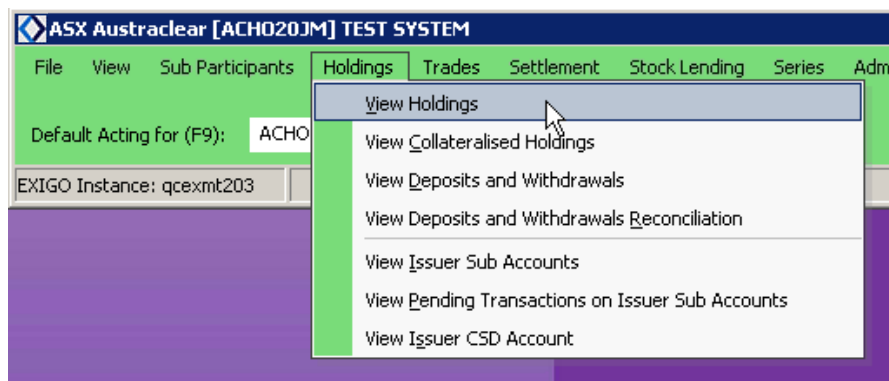 ASX Austraclear [ACHO20JM] TEST SYSTEM
File View Sub Participants Holdings Trades Settlement Stock Lending Series Adm
View Holdings
Default Acting for (F9): ACHO
View Collateralised Holdings
EXIGO Instance: qcexmt203
View Deposits and Withdrawals
View Deposits and Withdrawals Reconciliation
View Issuer Sub Accounts
View Pending Transactions on Issuer Sub Accounts
View Issuer CSD Account